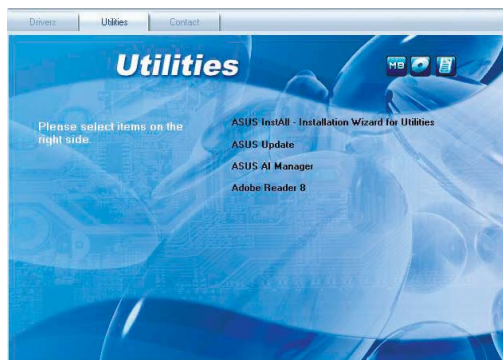 Drivers
Utilities
Contact
Utilities
MB
Please select items on the
right side.
ASUS InstAll - Installation Wizard for Utilities
ASUS Update
ASUS AI Manager
Adobe Reader 8